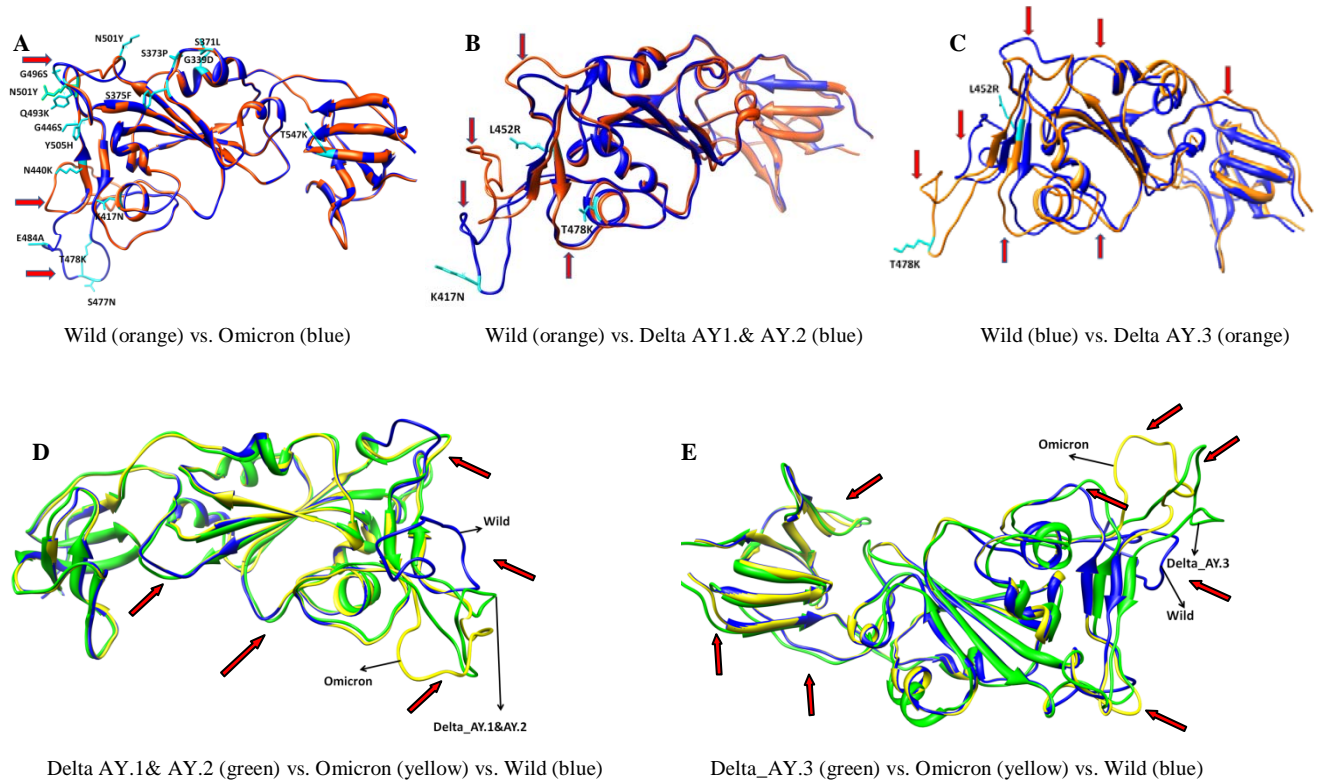 A
N501Y
S373P
S371L
G339D
G496S
N501Y
Q493K
S375F
G446S
Y505H
T547K
N440K
K417N
E484A
T478K
S477N
Wild (orange) vs. Omicron (blue)
B
L452R
T478K
K417N
Wild (orange) vs. Delta AY1.& AY.2 (blue)
C
L452R
T478K
Wild (blue) vs. Delta AY.3 (orange)
D
Wild
Omicron
Delta_AY.1&AY.2
Delta AY.1& AY.2 (green) vs. Omicron (yellow) vs. Wild (blue)
E
Omicron
Delta_AY.3
Wild
Delta_AY.3 (green) vs. Omicron (yellow) vs. Wild (blue)